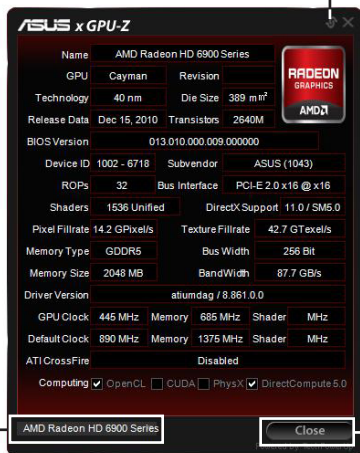 ASUS x GPU-Z
Name AMD Radeon HD 6900 Series
GPU Cayman Revision
RADEON
GRAPHICS
AMD
Technology 40 nm Die Size 389 mm²
Release Data Dec 15, 2010 Transistors 2640M
BIOS Version 013.010.000.009.000000
Device ID 1002 - 6718 Subvendor ASUS (1043)
ROPs 32 Bus Interface PCI-E 2.0 x16 @ x16
Shaders 1536 Unified DirectX Support 11.0 / SM5.0
Pixel Fillrate 14.2 GPixel/s Texture Fillrate 42.7 GTexel/s
Memory Type GDDR5 Bus Width 256 Bit
Memory Size 2048 MB BandWidth 87.7 GB/s
Driver Version atiumdag / 8.861.0.0
GPU Clock 445 MHz Memory 685 MHz Shader MHz
Default Clock 890 MHz Memory 1375 MHz Shader MHz
ATI CrossFire Disabled
Computing OpenCL CUDA PhysX DirectCompute 5.0
AMD Radeon HD 6900 Series Close